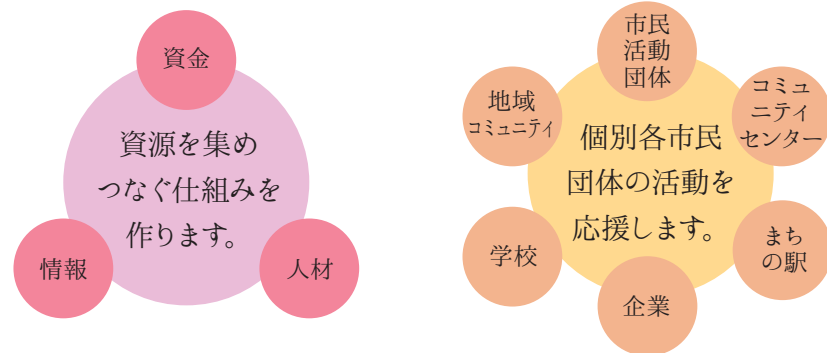 資金
資源を集め
つなぐ仕組みを
作ります。
情報
人材
市民
活動
団体
地域
コミュニティ
コミュ
ニティ
センター
個別各市民
団体の活動を
応援します。
学校
まち
の駅
企業